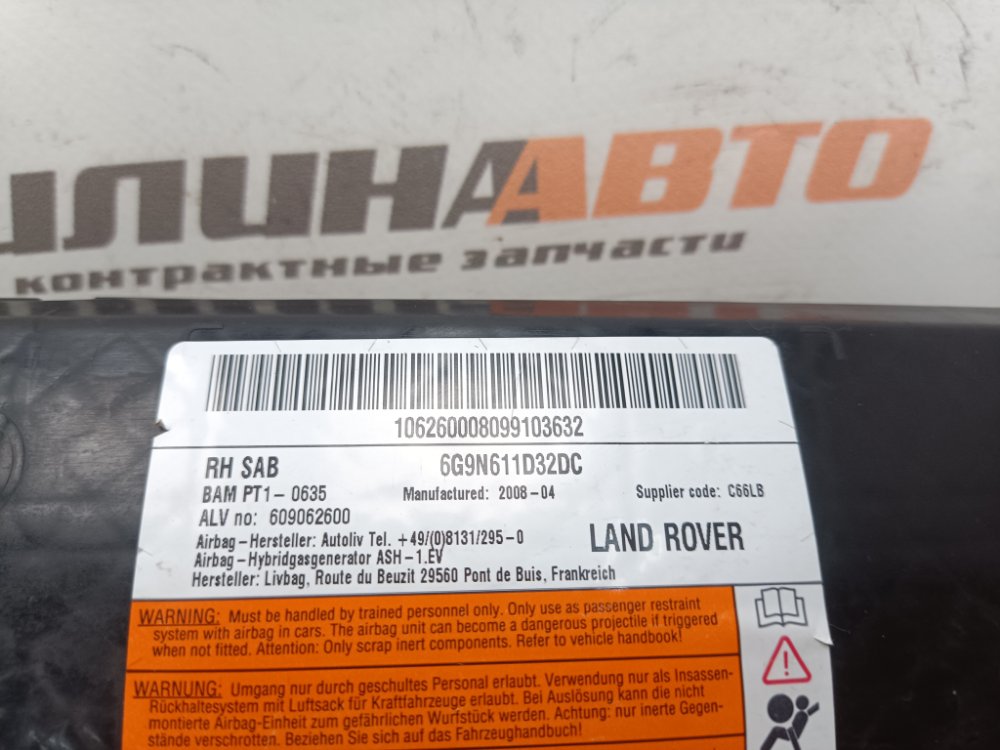 ИЛИНААВТО
контрактные запчасти
106260008099103632
RH SAB 6G9N611D32DC
BAM PT1- 0635 Manufactured: 2008-04 Supplier code: C66LB
ALV no: 609062600
Airbag-Hersteller: Autoliv Tel. +49/(0)8131/295-0 LAND ROVER
Airbag-Hybridgasgenerator ASH-1.EV
Hersteller: Livbag, Route du Beuzit 29560 Pont de Buis, Frankreich
WARNING: Must be handled by trained personnel only. Only use as passenger restraint
system with airbag in cars. The airbag unit can become a dangerous projectile if triggered
when not fitted. Attention: Only scrap inert components. Refer to vehicle handbook!
WARNUNG: Umgang nur durch geschultes Personal erlaubt. Verwendung nur als Insassen-
Rückhaltesystem mit Luftsack für Kraftfahrzeuge erlaubt. Bei Auslösung kann die nicht
montierte Airbag-Einheit zum gefährlichen Wurfstück werden. Achtung: nur inerte Gegen-
stände verschrotten. Beziehen Sie sich auf das Fahrzeughandbuch!